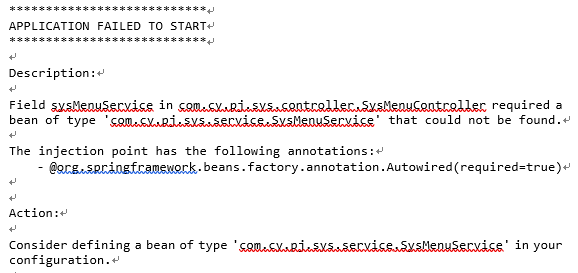 ***************************
APPLICATION FAILED TO START
***************************
Description:
Field sysMenuService in com.cy.pj.sys.controller.SysMenuController required a
bean of type 'com.cy.pj.sys.service.SysMenuService' that could not be found.
The injection point has the following annotations:
- @org.springframework.beans.factory.annotation.Autowired(required=true)
Action:
Consider defining a bean of type 'com.cy.pj.sys.service.SysMenuService' in your
configuration.